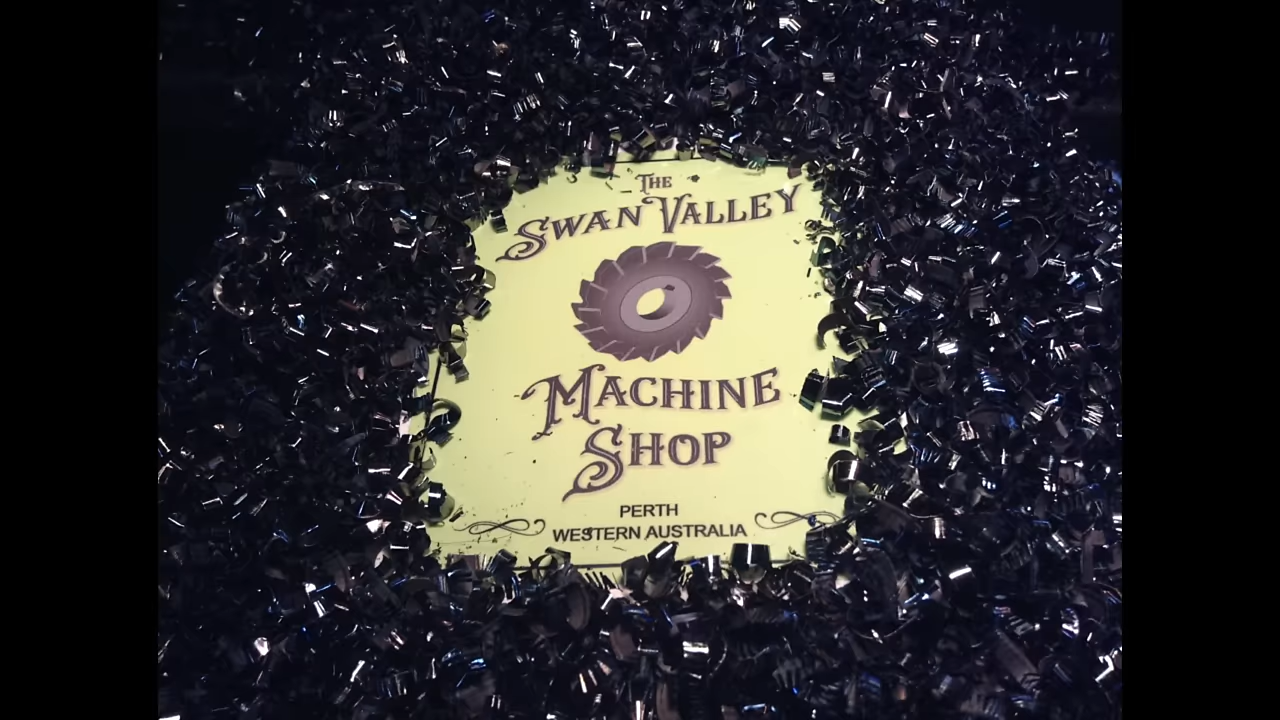 THE
SWAN VALLEY
MACHINE
SHOP
PERTH
WESTERN AUSTRALIA